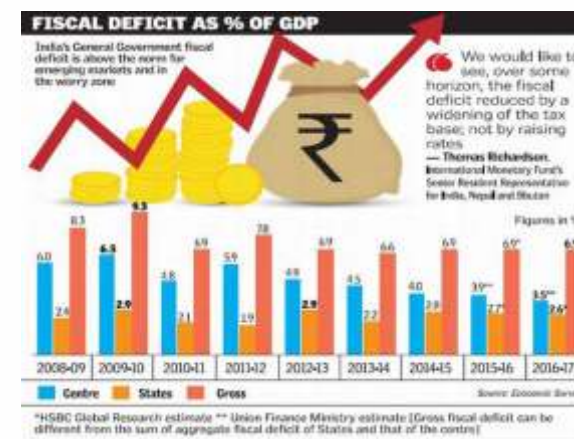 FISCAL DEFICIT AS % OF GDP
India's General Government fiscal
deficit is above the norm for
emerging markets and in
the worry zone
We would like to
see, over some
horizon, the fiscal
deficit reduced by a
widening of the tax
base; not by raising
rates
— Thomas Richardson,
International Monetary Fund's
Senior Resident Representative
for India, Nepal and Bhutan
Figures in %
₹
6.0 2.4 8.3
6.5 2.9 9.3
4.8 2.1 6.9
5.9 1.9 7.8
4.9 2.9 6.9
4.5 2.2 6.6
4.0 2.8 6.9
3.9** 2.7* 6.9*
3.5** 2.6*
2008-09 2009-10 2010-11 2011-12 2012-13 2013-14 2014-15 2015-16 2016-17
Centre States Gross
Source: Economic
*HSBC Global Research estimate ** Union Finance Ministry estimate (Gross fiscal deficit can be
different from the sum of aggregate fiscal deficit of States and that of the centre)